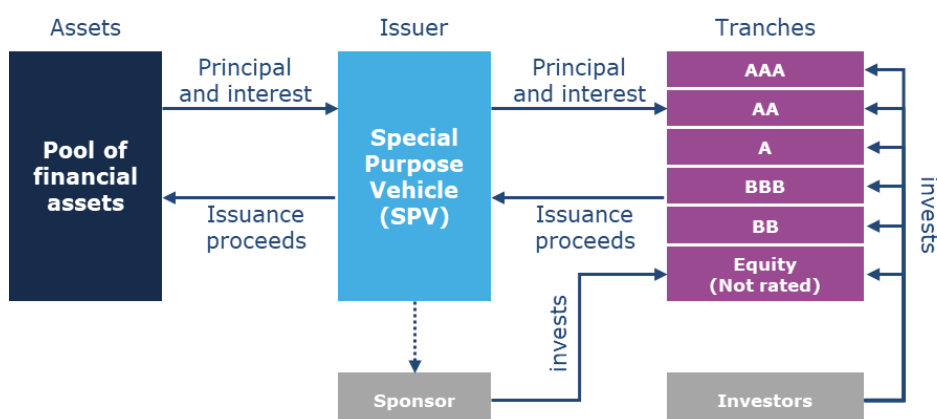 Assets
Issuer
Tranches
Pool of
financial
assets
Principal
and interest
Issuance
proceeds
Special
Purpose
Vehicle
(SPV)
Principal
and interest
Issuance
proceeds
AAA
AA
A
BBB
BB
Equity
(Not rated)
invests
invests
Sponsor
Investors